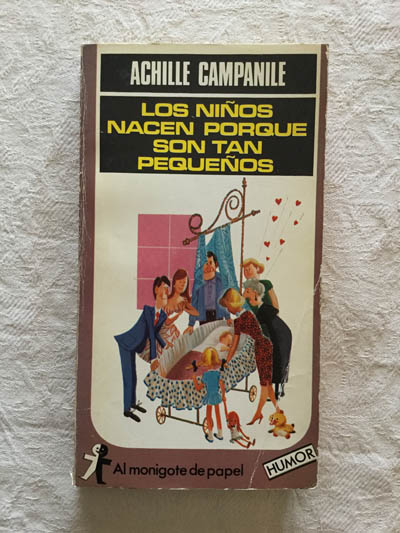 ACHILLE CAMPANILE
LOS NIÑOS
NACEN PORQUE
SON TAN
PEQUEÑOS
Al monigote de papel
HUMOR